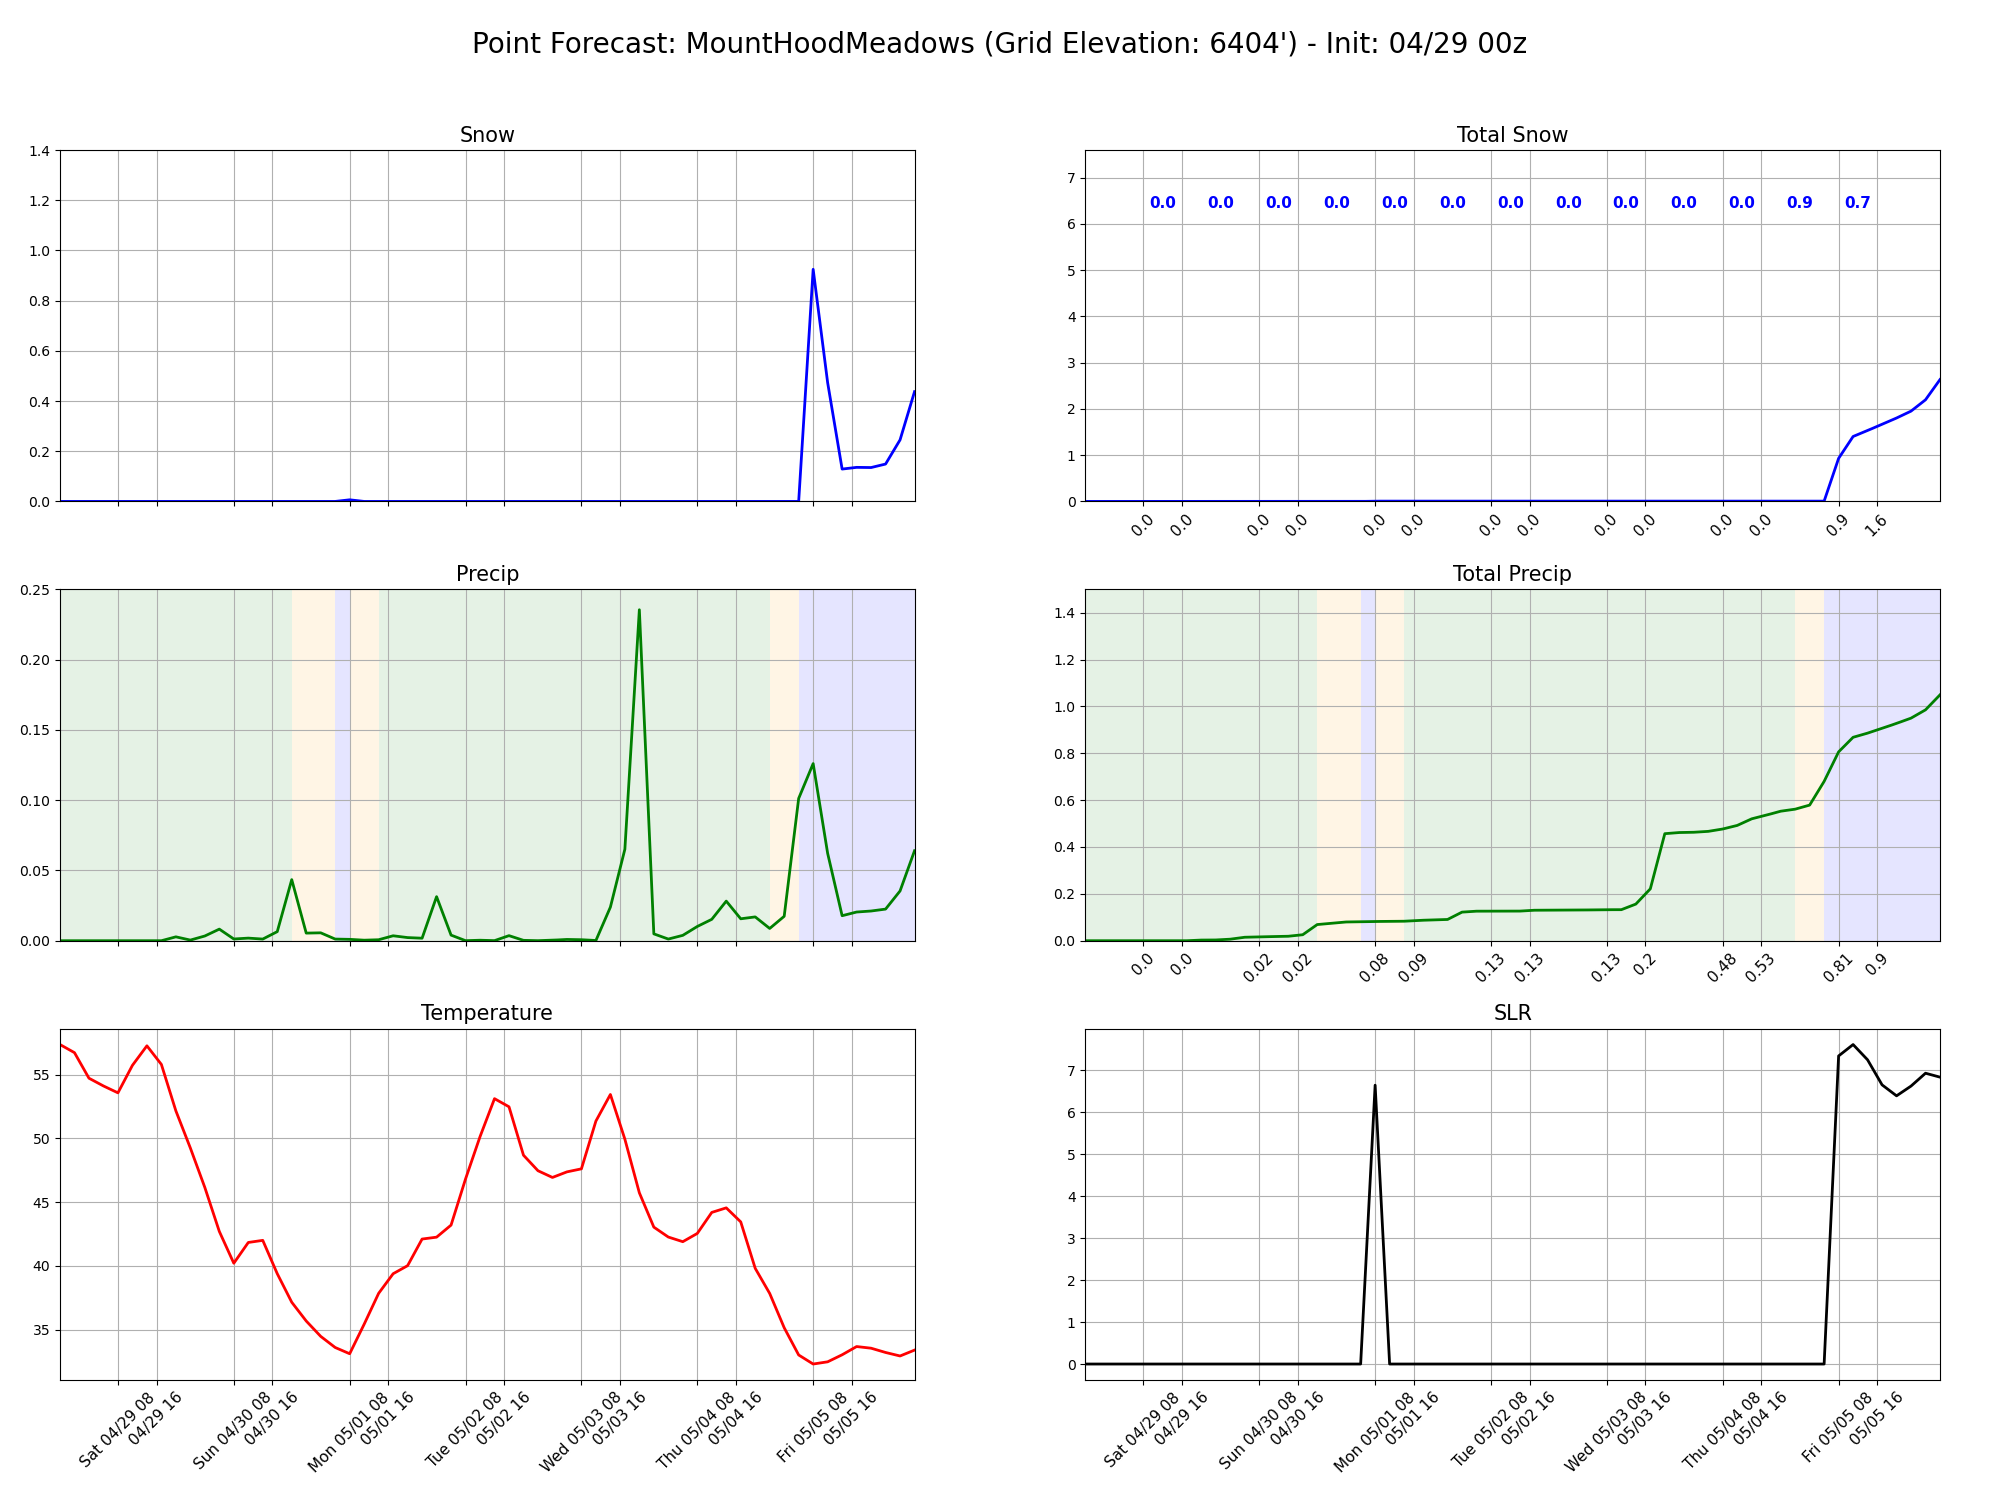 Point Forecast: MountHoodMeadows (Grid Elevation: 6404') - Init: 04/29 00z
Snow
1.4
1.2
1.0
0.8
0.6
0.4
0.2
0.0
Total Snow
7
6
5
4
3
2
1
0
0.0 0.0 0.0 0.0 0.0 0.0 0.0 0.0 0.0 0.0 0.0 0.9 0.7
0.0 0.0 0.0 0.0 0.0 0.0 0.0 0.0 0.0 0.0 0.0 0.0 0.9 1.6
Precip
0.25
0.20
0.15
0.10
0.05
0.00
Total Precip
1.4
1.2
1.0
0.8
0.6
0.4
0.2
0.0
0.0 0.0 0.02 0.02 0.08 0.09 0.13 0.13 0.13 0.2 0.48 0.53 0.81 0.9
Temperature
55
50
45
40
35
Sat 04/29 08
04/29 16
Sun 04/30 08
04/30 16
Mon 05/01 08
05/01 16
Tue 05/02 08
05/02 16
Wed 05/03 08
05/03 16
Thu 05/04 08
05/04 16
Fri 05/05 08
05/05 16
SLR
7
6
5
4
3
2
1
0
Sat 04/29 08
04/29 16
Sun 04/30 08
04/30 16
Mon 05/01 08
05/01 16
Tue 05/02 08
05/02 16
Wed 05/03 08
05/03 16
Thu 05/04 08
05/04 16
Fri 05/05 08
05/05 16